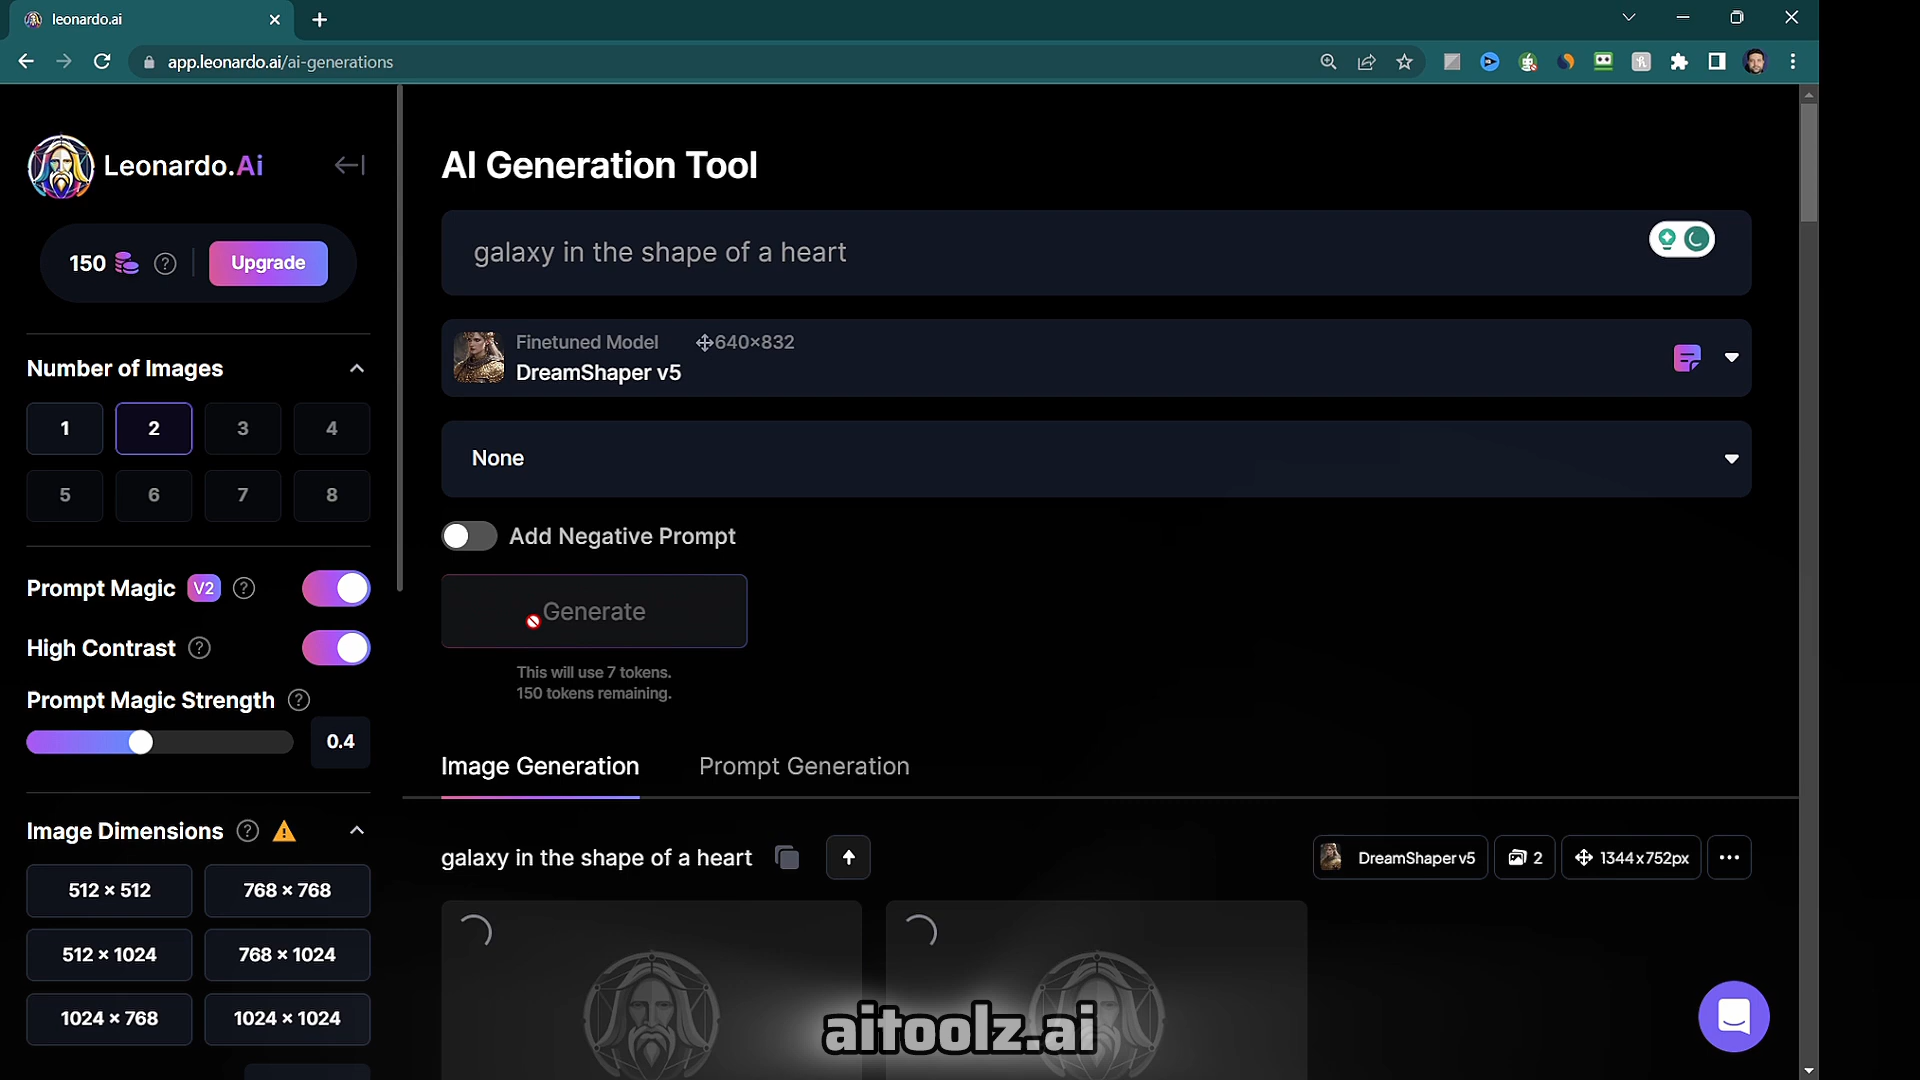 leonardo.ai
app.leonardo.ai/ai-generations
Leonardo.Ai
150
Upgrade
Number of Images
1 2 3 4
5 6 7 8
Prompt Magic V2
High Contrast
Prompt Magic Strength
0.4
Image Dimensions
512 × 512 768 × 768
512 × 1024 768 × 1024
1024 × 768 1024 × 1024
AI Generation Tool
galaxy in the shape of a heart
Finetuned Model 640×832
DreamShaper v5
None
Add Negative Prompt
Generate
This will use 7 tokens.
150 tokens remaining.
Image Generation Prompt Generation
galaxy in the shape of a heart
DreamShaper v5 2 1344x752px
aitoolz.ai